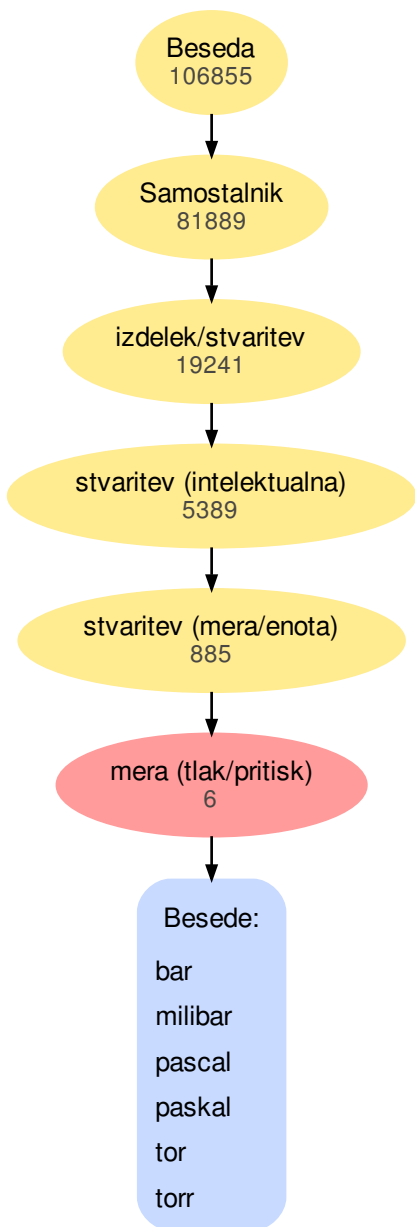 Beseda
106855
Samostalnik
81889
izdelek/stvaritev
19241
stvaritev (intelektualna)
5389
stvaritev (mera/enota)
885
mera (tlak/pritisk)
6
Besede:
bar
milibar
pascal
paskal
tor
torr